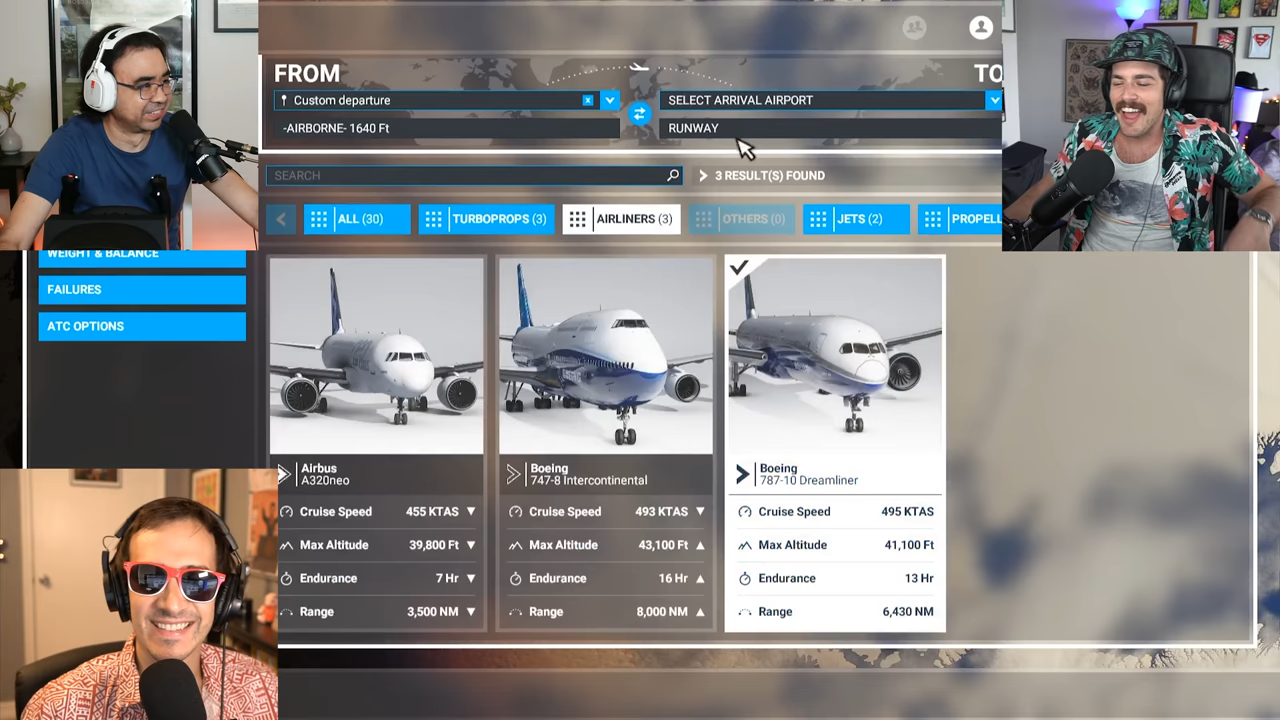 FROM
TO
Custom departure
SELECT ARRIVAL AIRPORT
-AIRBORNE- 1640 Ft
RUNWAY
SEARCH
3 RESULT(S) FOUND
ALL (30)
TURBOPROPS (3)
AIRLINERS (3)
OTHERS (0)
JETS (2)
PROPELL
WEIGHT & BALANCE
FAILURES
ATC OPTIONS
Airbus
A320neo
Cruise Speed 455 KTAS
Max Altitude 39,800 Ft
Endurance 7 Hr
Range 3,500 NM
Boeing
747-8 Intercontinental
Cruise Speed 493 KTAS
Max Altitude 43,100 Ft
Endurance 16 Hr
Range 8,000 NM
Boeing
787-10 Dreamliner
Cruise Speed 495 KTAS
Max Altitude 41,100 Ft
Endurance 13 Hr
Range 6,430 NM